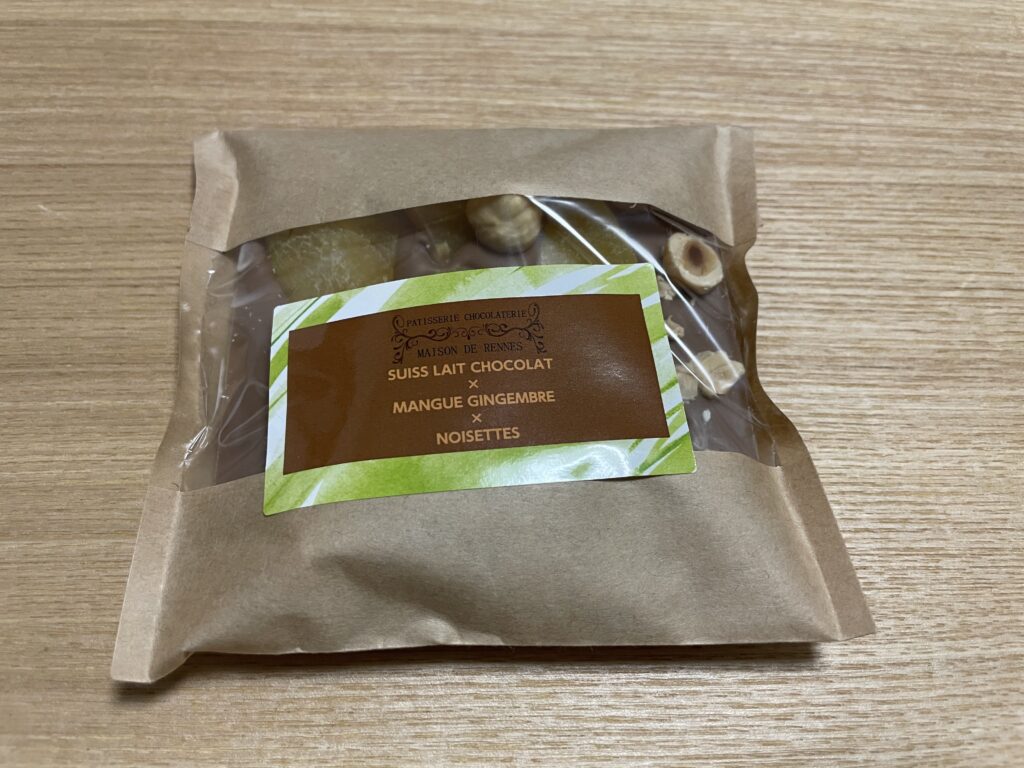 PATISSERIE CHOCOLATERIE
MAISON DE RENNES
SUISS LAIT CHOCOLAT
×
MANGUE GINGEMBRE
×
NOISETTES